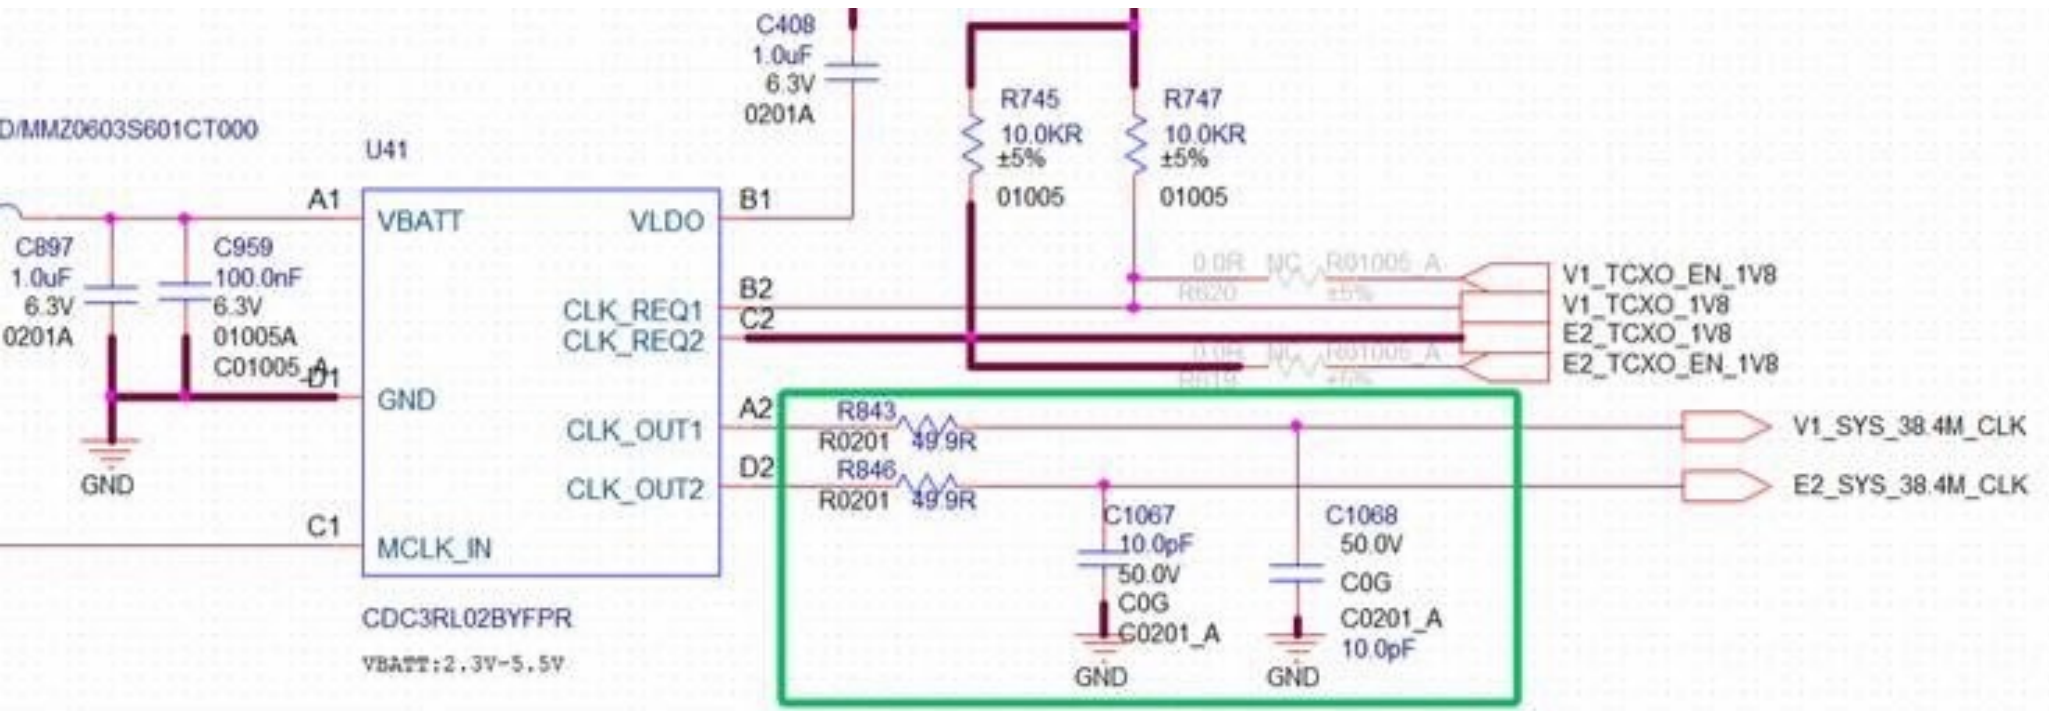 C408
1.0uF
6.3V
0201A
D/MMZ0603S601CT000
U41
R745
10.0KR
±5%
01005
R747
10.0KR
±5%
01005
A1
VBATT
VLDO
B1
C897
1.0uF
6.3V
0201A
C959
100.0nF
6.3V
01005A
C01005_A
D1
GND
GND
CLK_REQ1
B2
CLK_REQ2
C2
0.0R NC R01005_A
R620 ±5%
V1_TCXO_EN_1V8
V1_TCXO_1V8
E2_TCXO_1V8
E2_TCXO_EN_1V8
0.0R NC R01005_A
R619 ±5%
CLK_OUT1
A2
R843
R0201 49.9R
V1_SYS_38.4M_CLK
CLK_OUT2
D2
R846
R0201 49.9R
E2_SYS_38.4M_CLK
C1
MCLK_IN
C1067
10.0pF
50.0V
C0G
C0201_A
GND
C1068
50.0V
C0G
C0201_A
10.0pF
GND
CDC3RL02BYFPR
VBATT:2.3V-5.5V